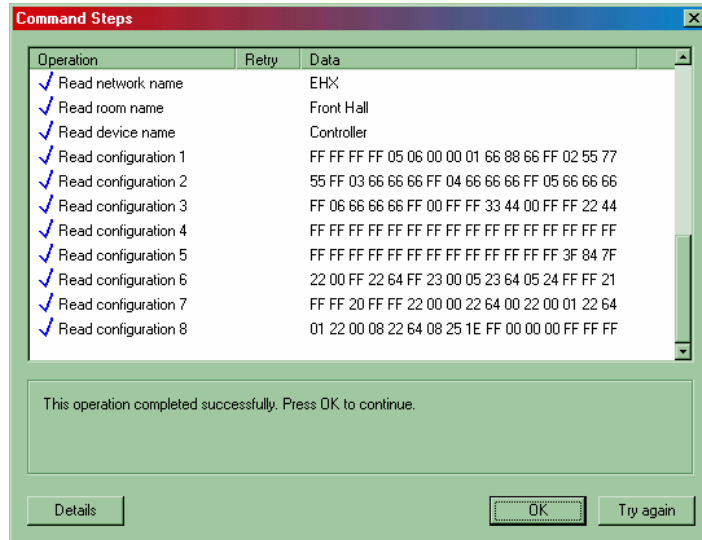 Command Steps
Operation Retry Data
Read network name EHX
Read room name Front Hall
Read device name Controller
Read configuration 1 FF FF FF FF 05 06 00 00 01 66 88 66 FF 02 55 77
Read configuration 2 55 FF 03 66 66 66 FF 04 66 66 66 FF 05 66 66 66
Read configuration 3 FF 06 66 66 66 FF 00 FF FF 33 44 00 FF FF 22 44
Read configuration 4 FF FF FF FF FF FF FF FF FF FF FF FF FF FF FF FF
Read configuration 5 FF FF FF FF FF FF FF FF FF FF FF FF FF 3F 84 7F
Read configuration 6 22 00 FF 22 64 FF 23 00 05 23 64 05 24 FF FF 21
Read configuration 7 FF FF 20 FF FF 22 00 00 22 64 00 22 00 01 22 64
Read configuration 8 01 22 00 08 22 64 08 25 1E FF 00 00 00 FF FF FF
This operation completed successfully. Press OK to continue.
Details OK Try again